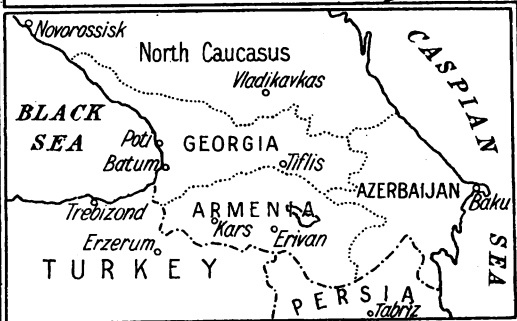 Novorossisk
North Caucasus
Vladikavkas
CASPIAN
SEA
BLACK
SEA
Poti
GEORGIA
Batum
Tiflis
AZERBAIJAN
Baku
Trebizond
ARMENIA
Kars
Erivan
Erzerum
TURKEY
PERSIA
Tabriz